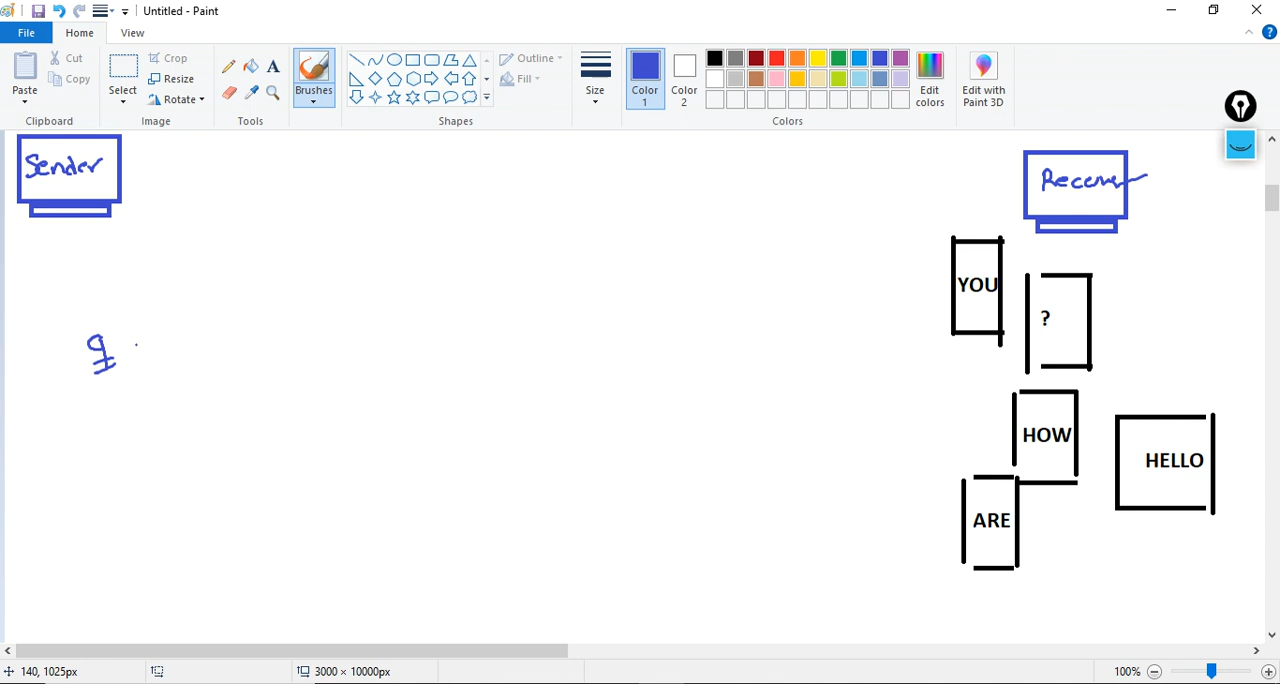 Untitled - Paint
File Home View
Paste
Cut
Copy
Clipboard
Select
Crop
Resize
Rotate
Image
A
Tools
Brushes
Outline
Fill
Shapes
Size
Color 1
Color 2
Edit colors
Edit with Paint 3D
Colors
Sender
YOU
?
HOW
HELLO
ARE
140, 1025px
3000 × 10000px
100%